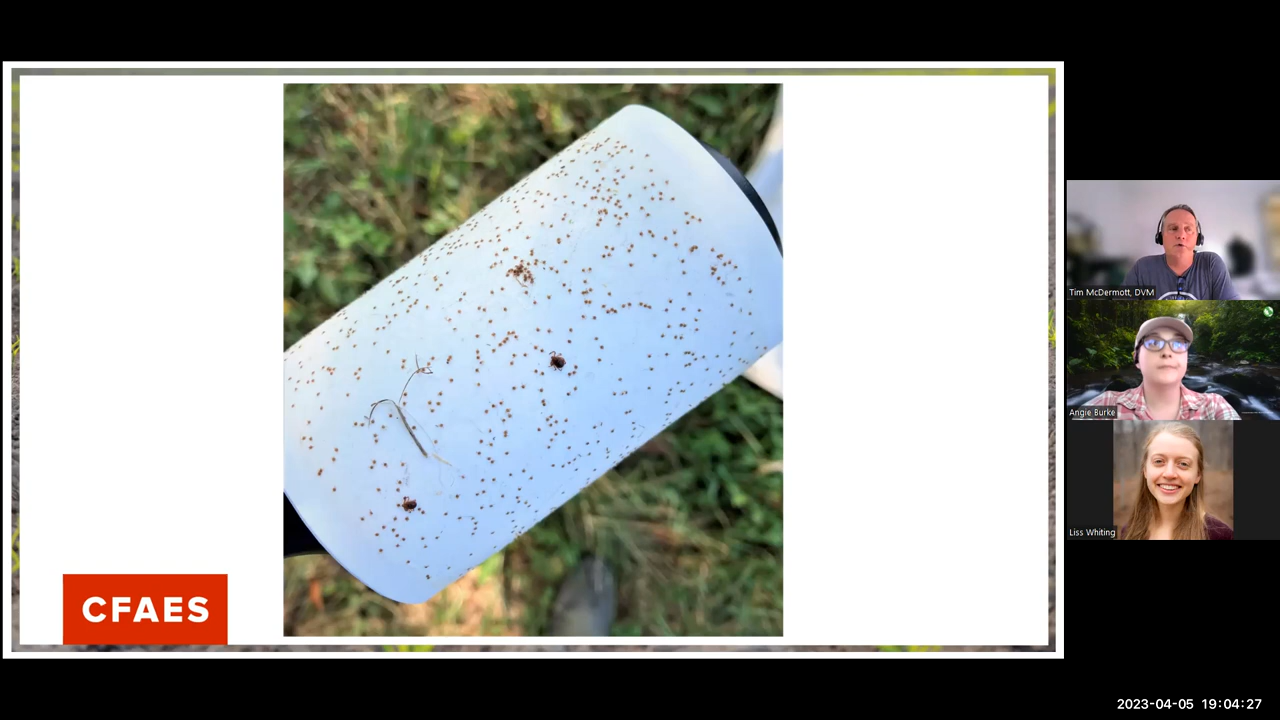 CFAES
Tim McDermott, DVM
Angie Burke
Liss Whiting
2023-04-05 19:04:27